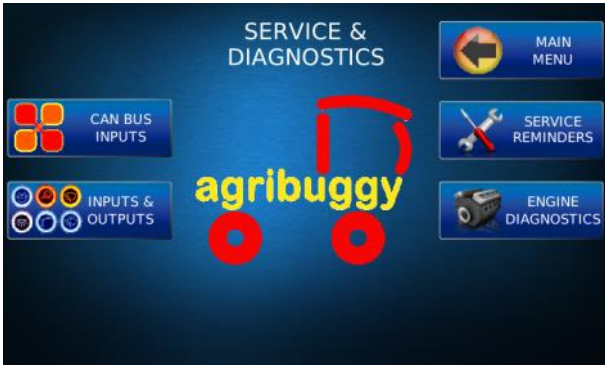 SERVICE &
DIAGNOSTICS
MAIN
MENU
CAN BUS
INPUTS
SERVICE
REMINDERS
agribuggy
INPUTS &
OUTPUTS
ENGINE
DIAGNOSTICS